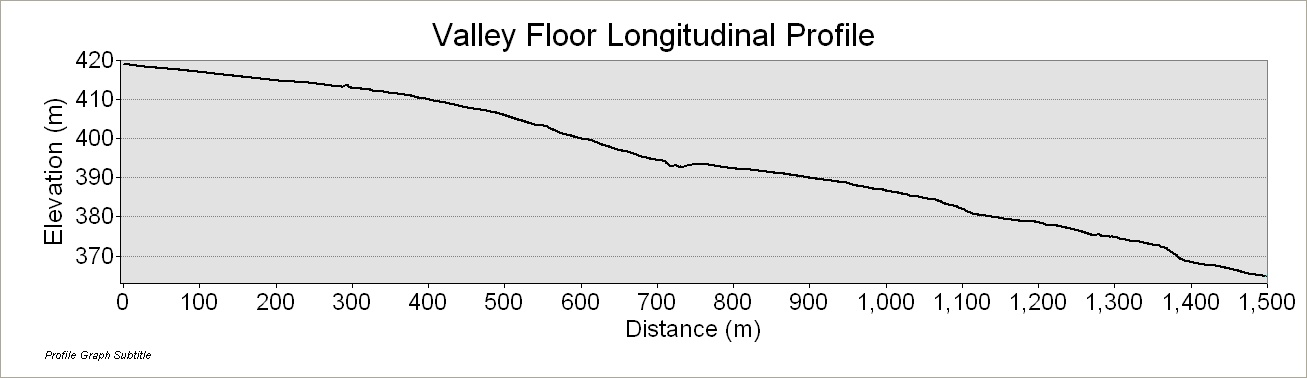 Valley Floor Longitudinal Profile
420
410
400
390
380
370
Elevation (m)
0 100 200 300 400 500 600 700 800 900 1,000 1,100 1,200 1,300 1,400 1,500
Distance (m)
Profile Graph Subtitle